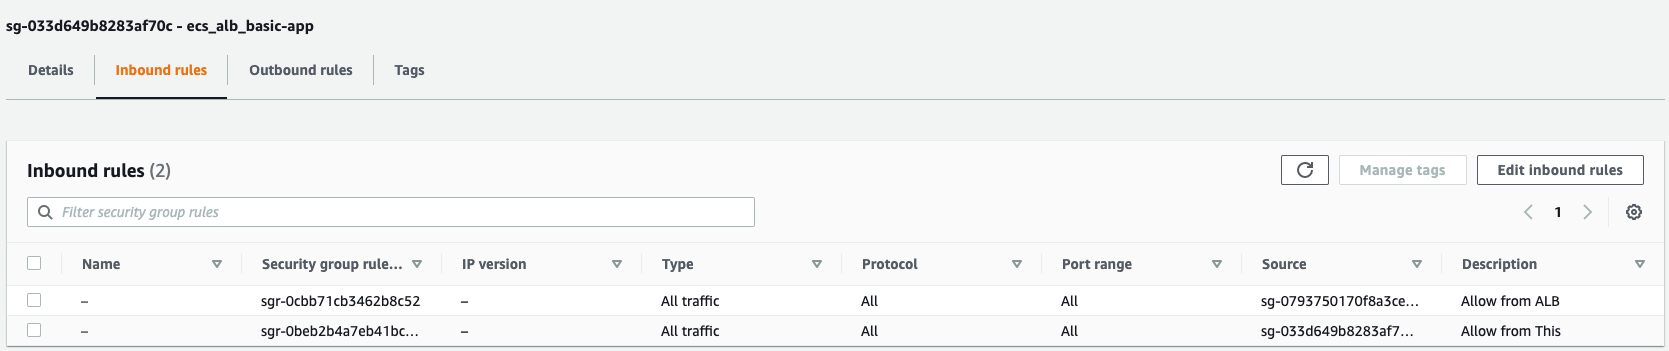 sg-033d649b8283af70c - ecs_alb_basic-app
Details Inbound rules Outbound rules Tags
Inbound rules (2) Manage tags Edit inbound rules
Filter security group rules 1
Name Security group rule... IP version Type Protocol Port range Source Description
– sgr-0cbb71cb3462b8c52 – All traffic All All sg-0793750170f8a3ce... Allow from ALB
– sgr-0beb2b4a7eb41bc... – All traffic All All sg-033d649b8283af7... Allow from This